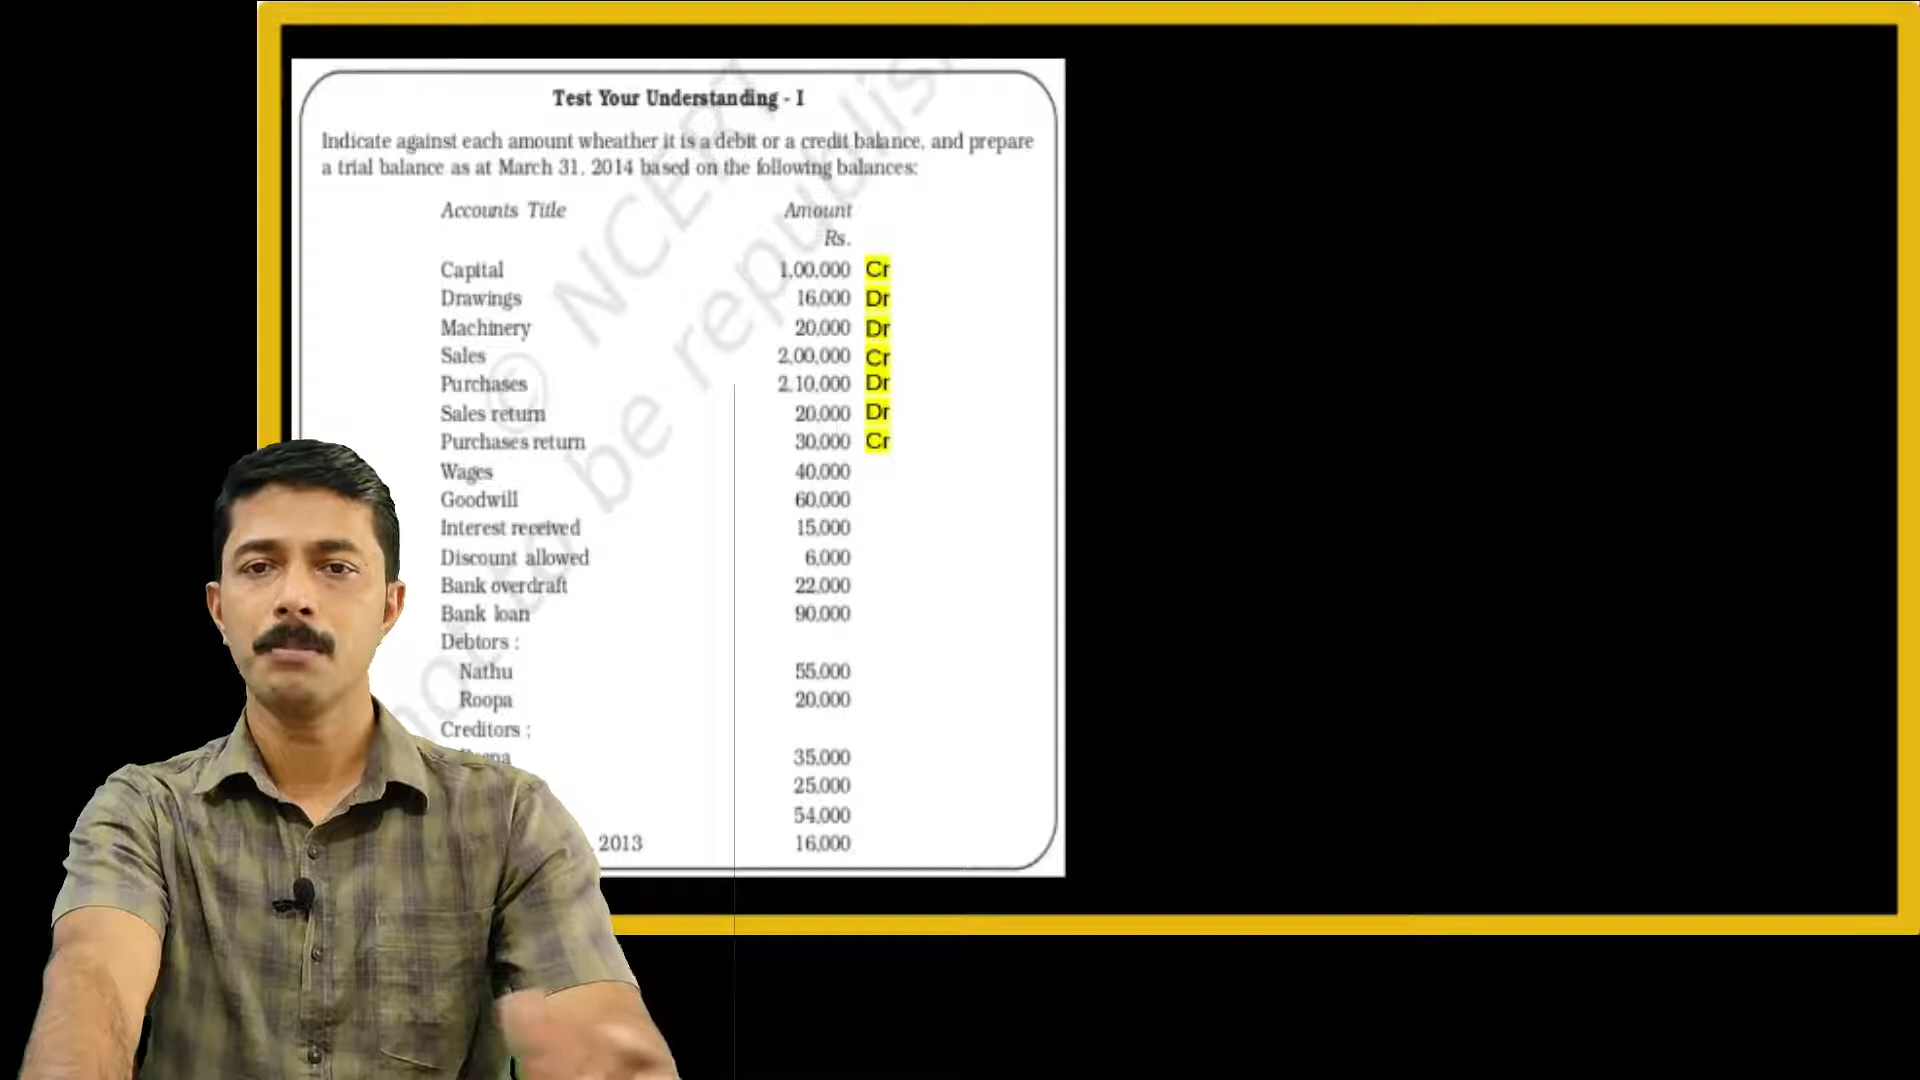 Test Your Understanding - I
Indicate against each amount wheather it is a debit or a credit balance, and prepare
a trial balance as at March 31, 2014 based on the following balances:
Accounts Title Amount
Rs.
Capital 1,00,000 Cr
Drawings 16,000 Dr
Machinery 20,000 Dr
Sales 2,00,000 Cr
Purchases 2,10,000 Dr
Sales return 20,000 Dr
Purchases return 30,000 Cr
Wages 40,000
Goodwill 60,000
Interest received 15,000
Discount allowed 6,000
Bank overdraft 22,000
Bank loan 90,000
Debtors :
Nathu 55,000
Roopa 20,000
Creditors :
35,000
25,000
54,000
, 2013 16,000
© NCERT
not to be republis